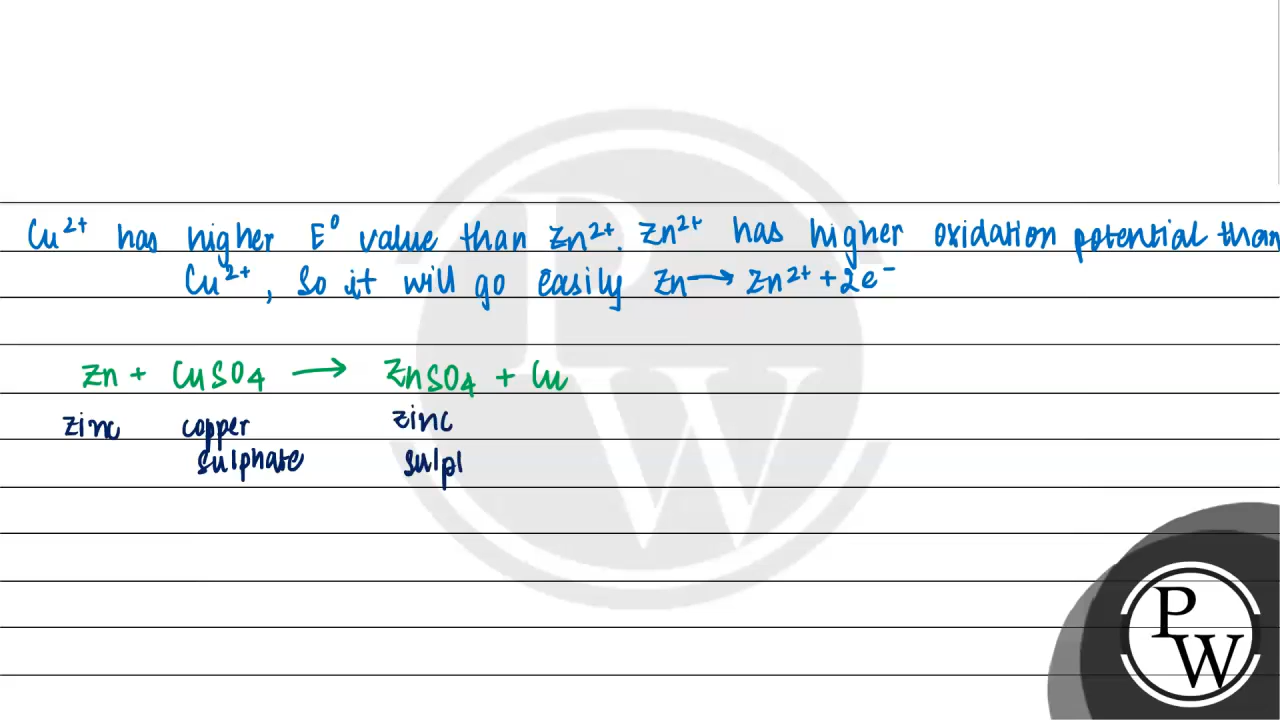 Cu²⁺ has higher E⁰ value than Zn²⁺. Zn²⁺ has higher oxidation potential than
Cu²⁺, So it will go easily Zn → Zn²⁺ + 2e⁻
Zn + CuSO4 → ZnSO4 + Cu
zinc copper zinc
sulphate sulpl
P
W
P
W